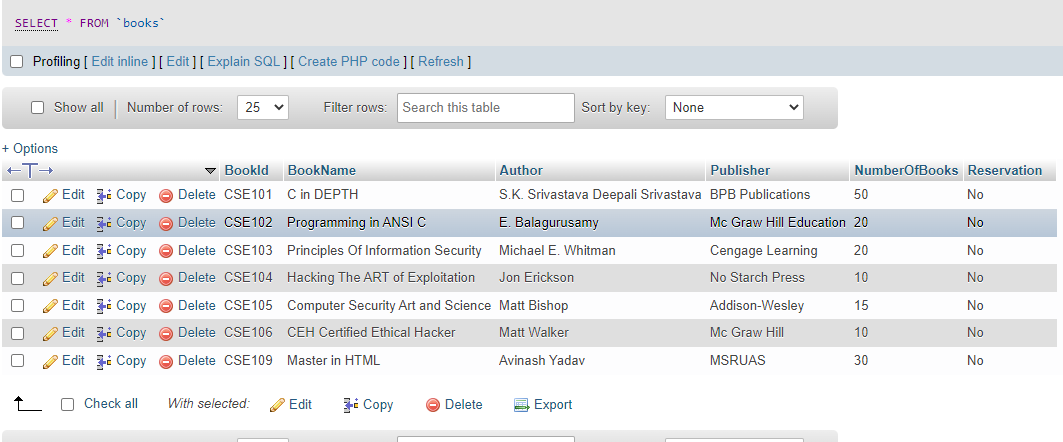 SELECT * FROM `books`
Profiling [ Edit inline ] [ Edit ] [ Explain SQL ] [ Create PHP code ] [ Refresh ]
Show all Number of rows: 25 Filter rows: Search this table Sort by key: None
+ Options
BookId BookName Author Publisher NumberOfBooks Reservation
Edit Copy Delete CSE101 C in DEPTH S.K. Srivastava Deepali Srivastava BPB Publications 50 No
Edit Copy Delete CSE102 Programming in ANSI C E. Balagurusamy Mc Graw Hill Education 20 No
Edit Copy Delete CSE103 Principles Of Information Security Michael E. Whitman Cengage Learning 20 No
Edit Copy Delete CSE104 Hacking The ART of Exploitation Jon Erickson No Starch Press 10 No
Edit Copy Delete CSE105 Computer Security Art and Science Matt Bishop Addison-Wesley 15 No
Edit Copy Delete CSE106 CEH Certified Ethical Hacker Matt Walker Mc Graw Hill 10 No
Edit Copy Delete CSE109 Master in HTML Avinash Yadav MSRUAS 30 No
Check all With selected: Edit Copy Delete Export